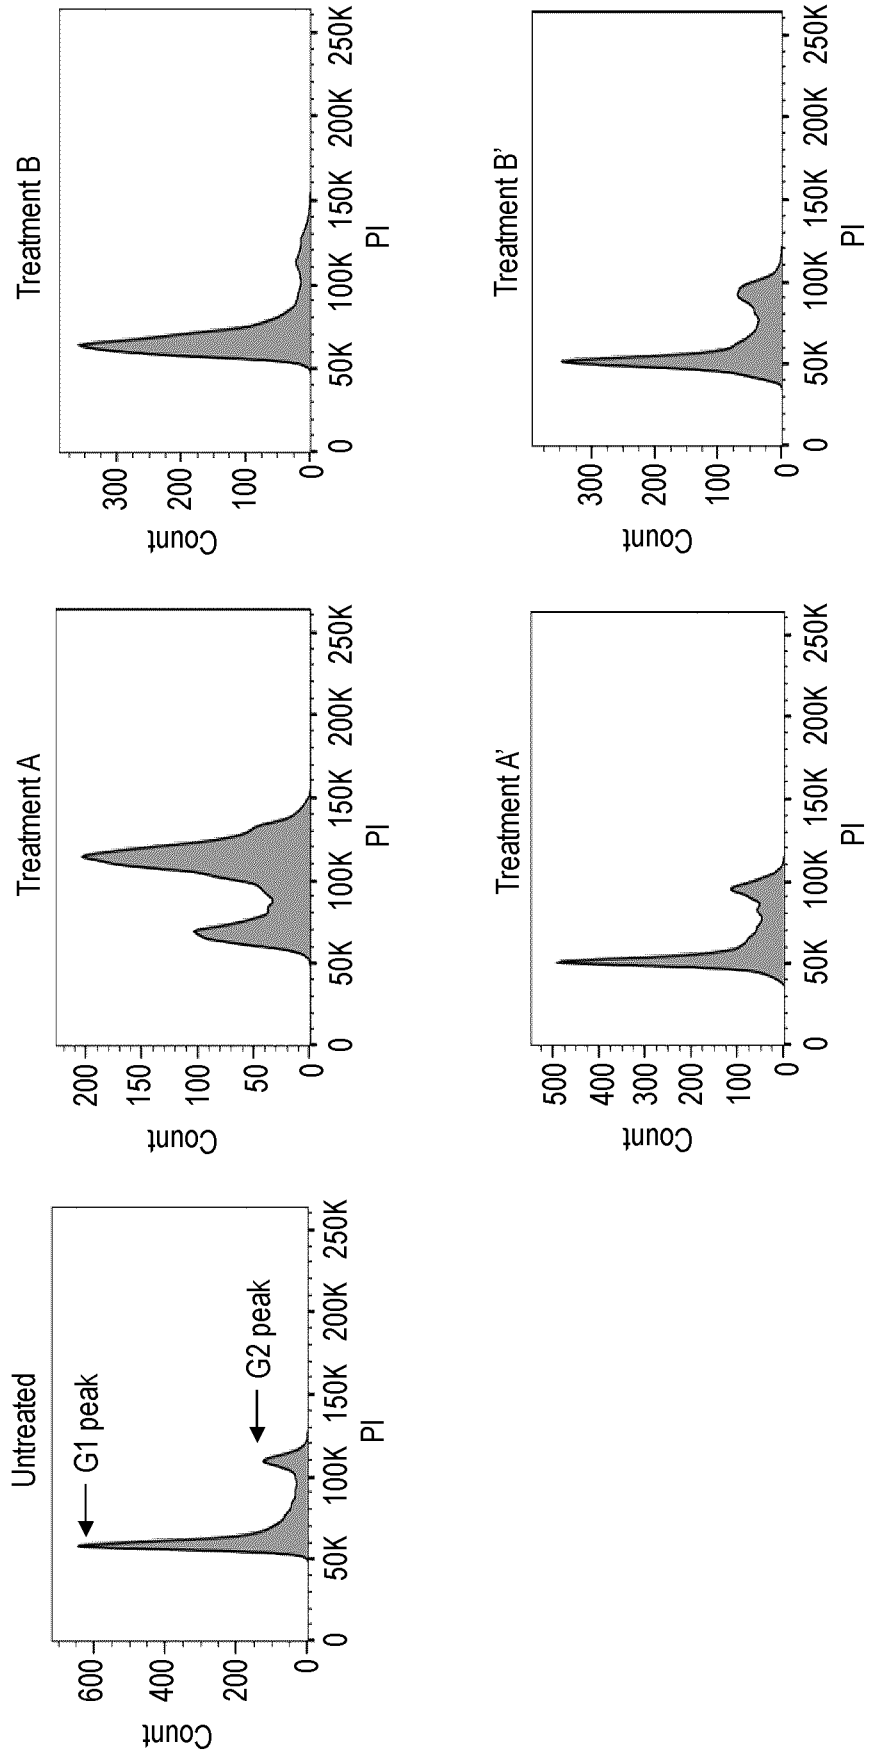 Untreated
600
400
200
0
Count
G1 peak
G2 peak
0
50K
100K
150K
200K
250K
PI
Treatment A
200
150
100
50
0
Count
0
50K
100K
150K
200K
250K
PI
Treatment B
300
200
100
0
Count
0
50K
100K
150K
200K
250K
PI
Treatment A’
500
400
300
200
100
0
Count
0
50K
100K
150K
200K
250K
PI
Treatment B’
300
200
100
0
Count
0
50K
100K
150K
200K
250K
PI